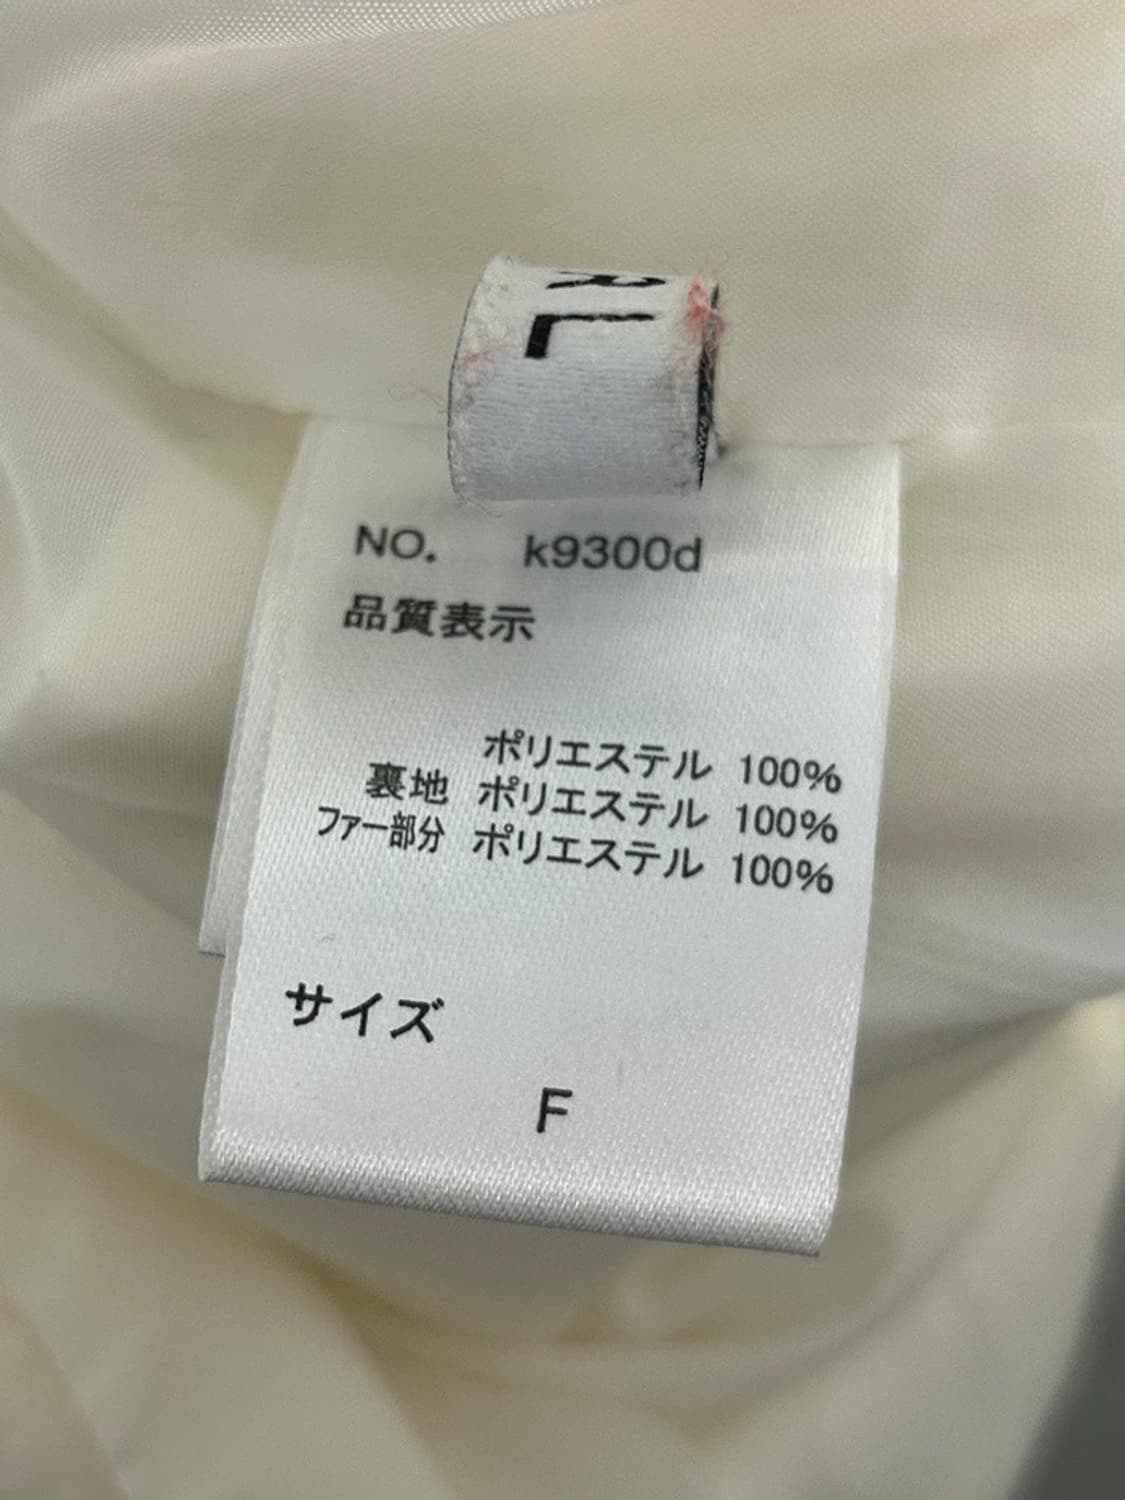 L
NO. k9300d
品質表示
ポリエステル 100%
裏地 ポリエステル 100%
ファー部分 ポリエステル 100%
サイズ
F